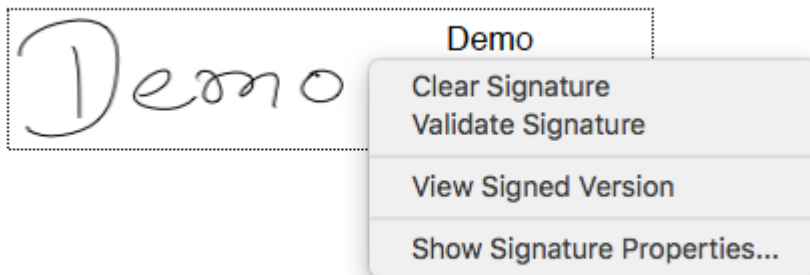 Demo
Demo
Clear Signature
Validate Signature
View Signed Version
Show Signature Properties...